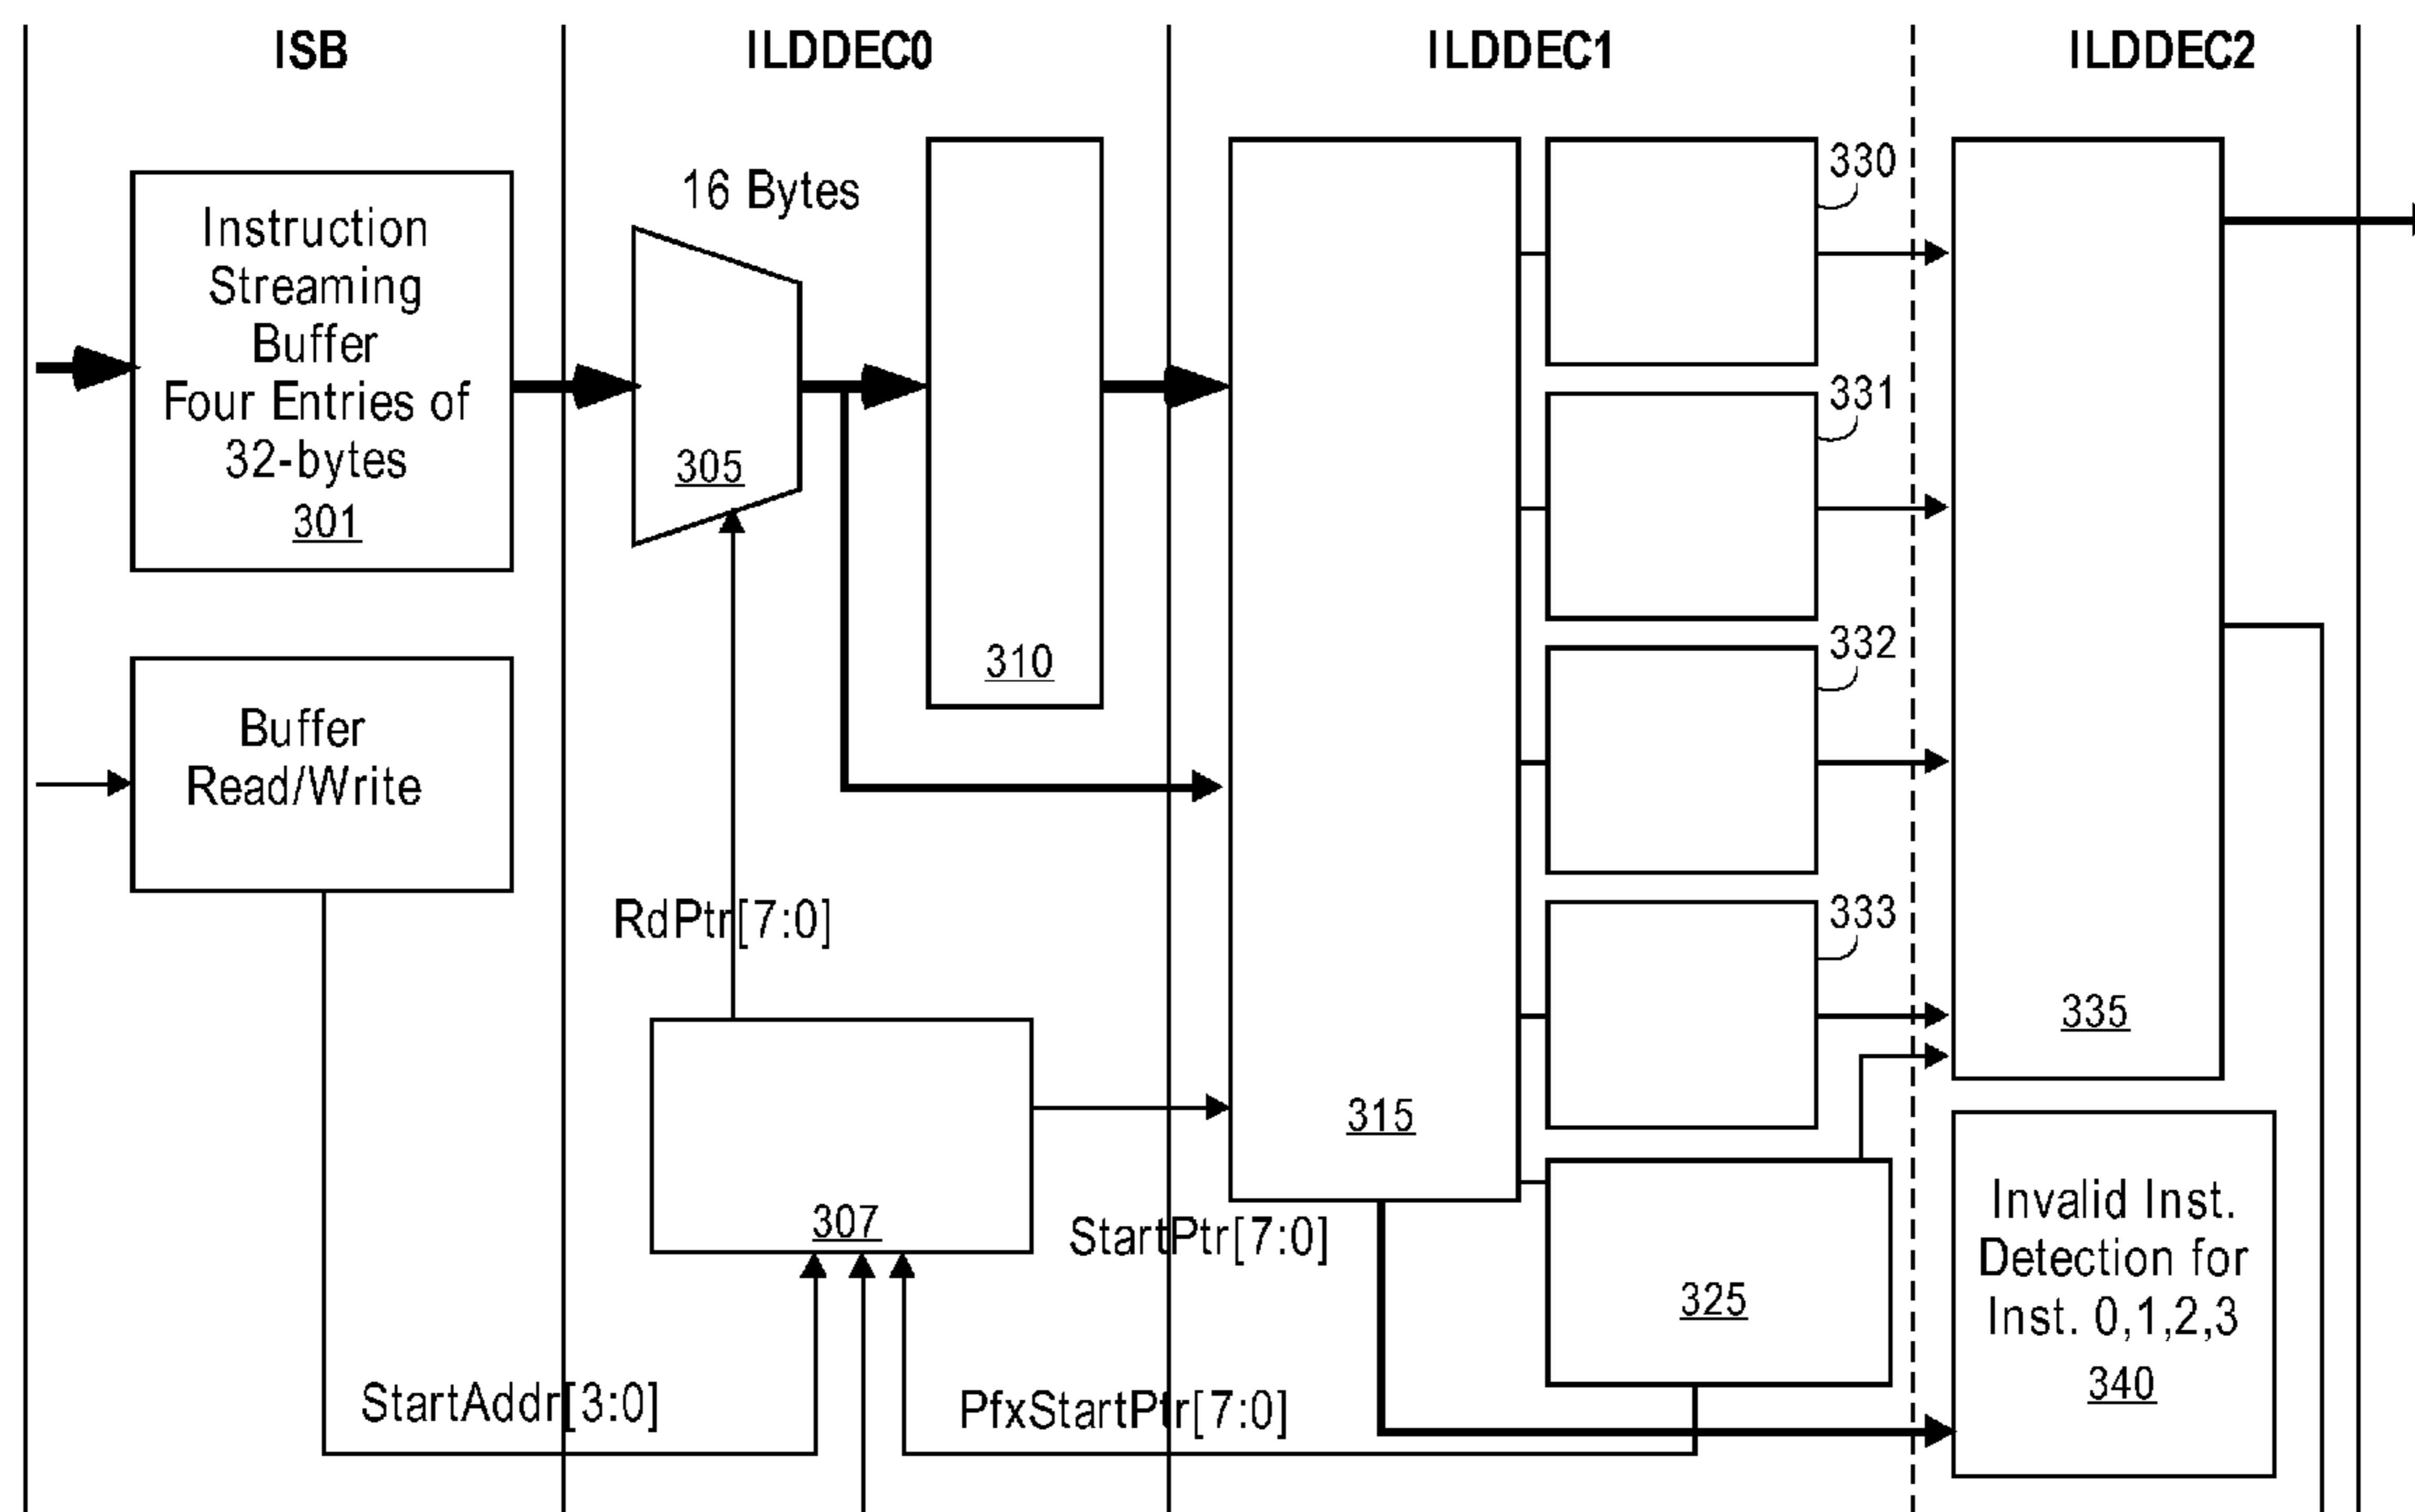 ISB
ILDDEC0
ILDDEC1
ILDDEC2
Instruction
Streaming
Buffer
Four Entries of
32-bytes
301
16 Bytes
305
310
330
331
332
333
Buffer
Read/Write
RdPtr[7:0]
307
315
335
StartPtr[7:0]
325
Invalid Inst.
Detection for
Inst. 0,1,2,3
340
StartAddr[3:0]
PfxStartPtr[7:0]